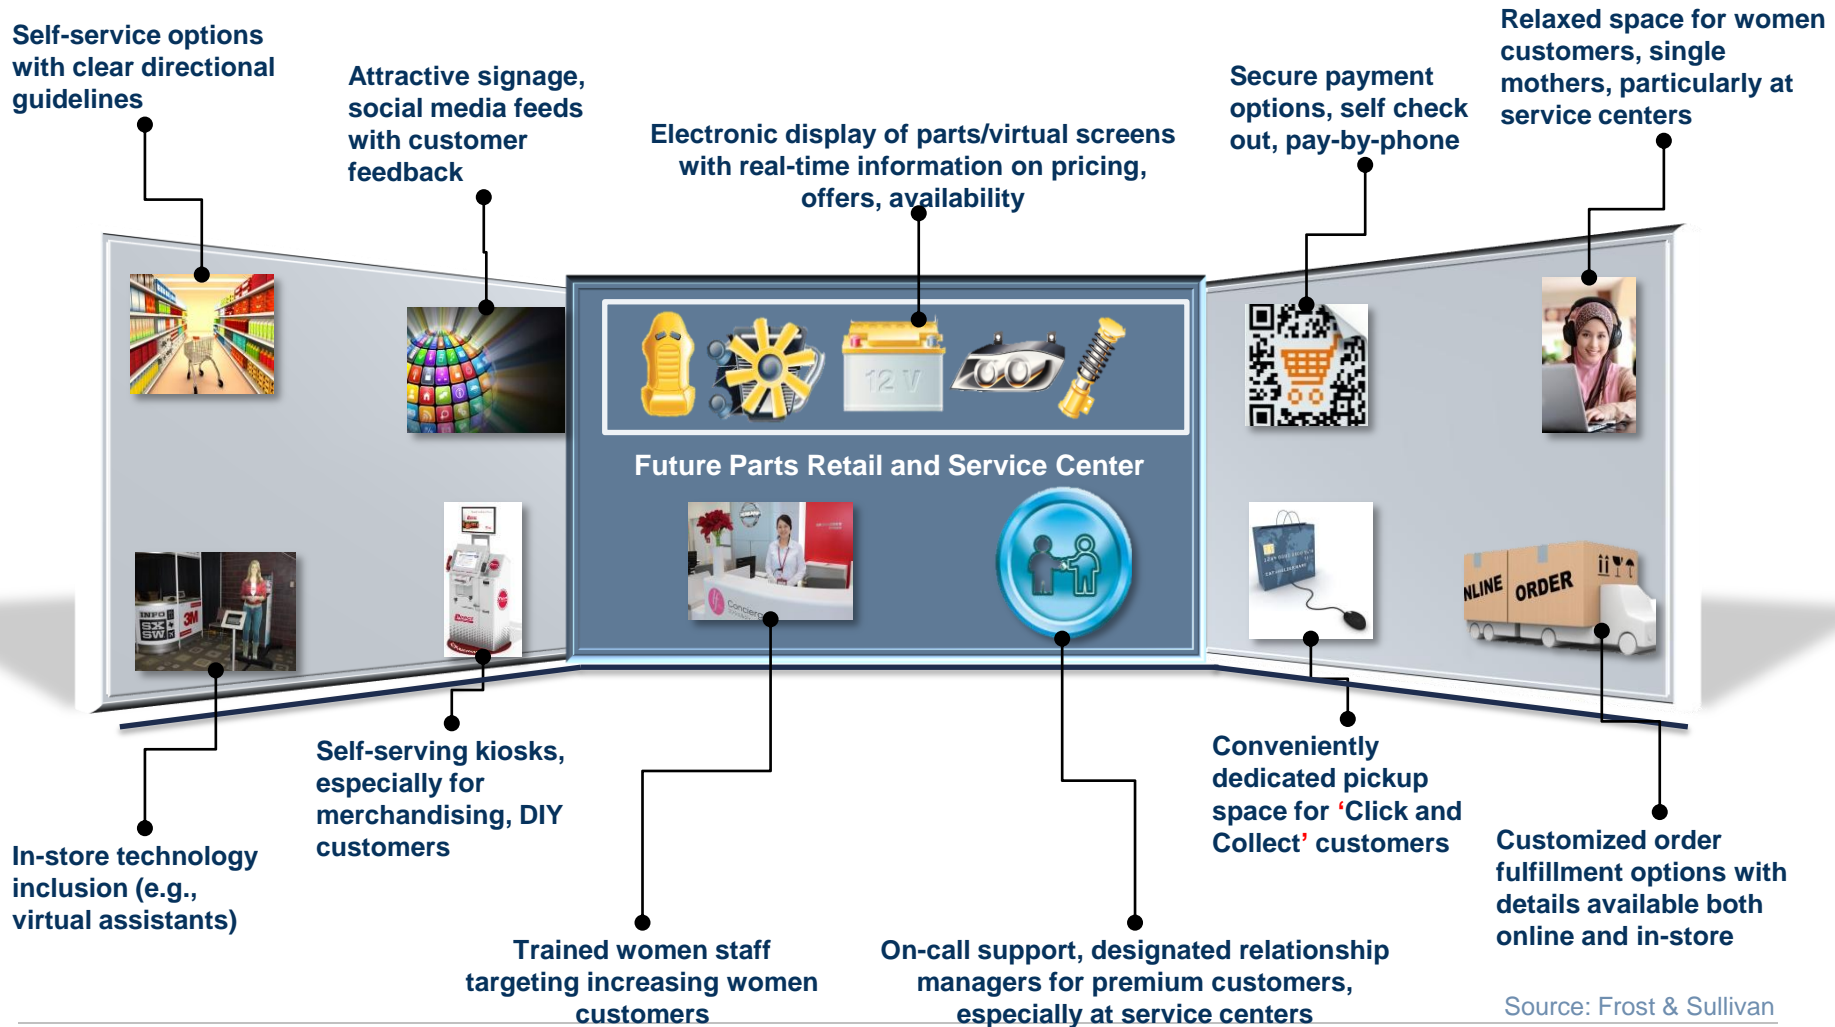 Self-service options
with clear directional
guidelines
Attractive signage,
social media feeds
with customer
feedback
Electronic display of parts/virtual screens
with real-time information on pricing,
offers, availability
Secure payment
options, self check
out, pay-by-phone
Relaxed space for women
customers, single
mothers, particularly at
service centers
12 V
Future Parts Retail and Service Center
INFO
SX
SW
3M
Concierge
NLINE
ORDER
In-store technology
inclusion (e.g.,
virtual assistants)
Self-serving kiosks,
especially for
merchandising, DIY
customers
Trained women staff
targeting increasing women
customers
On-call support, designated relationship
managers for premium customers,
especially at service centers
Conveniently
dedicated pickup
space for ‘Click and
Collect’ customers
Customized order
fulfillment options with
details available both
online and in-store
Source: Frost & Sullivan